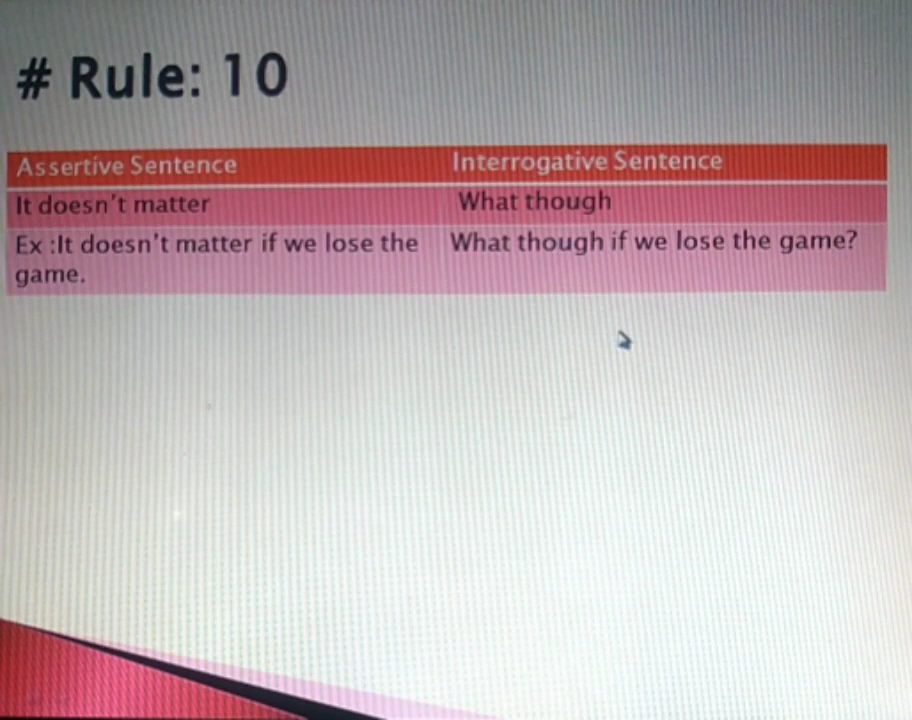 # Rule: 10
Assertive Sentence
Interrogative Sentence
It doesn't matter
What though
Ex :It doesn't matter if we lose the
game.
What though if we lose the game?